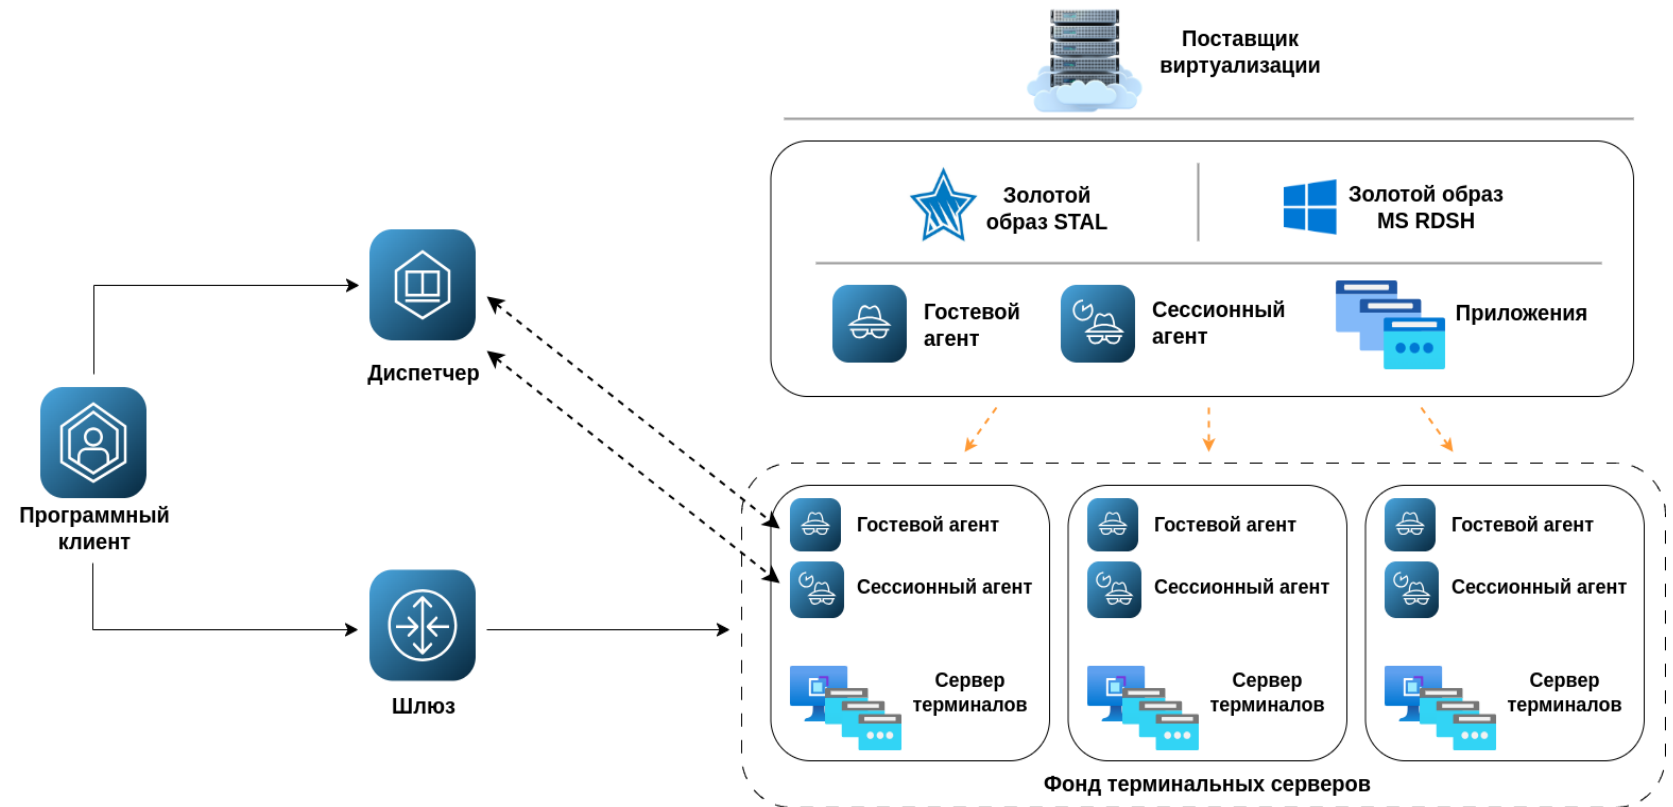 Поставщик
виртуализации
Золотой
образ STAL
Золотой образ
MS RDSH
Гостевой
агент
Сессионный
агент
Приложения
Диспетчер
Программный
клиент
Шлюз
Гостевой агент
Сессионный агент
Сервер
терминалов
Гостевой агент
Сессионный агент
Сервер
терминалов
Гостевой агент
Сессионный агент
Сервер
терминалов
Фонд терминальных серверов